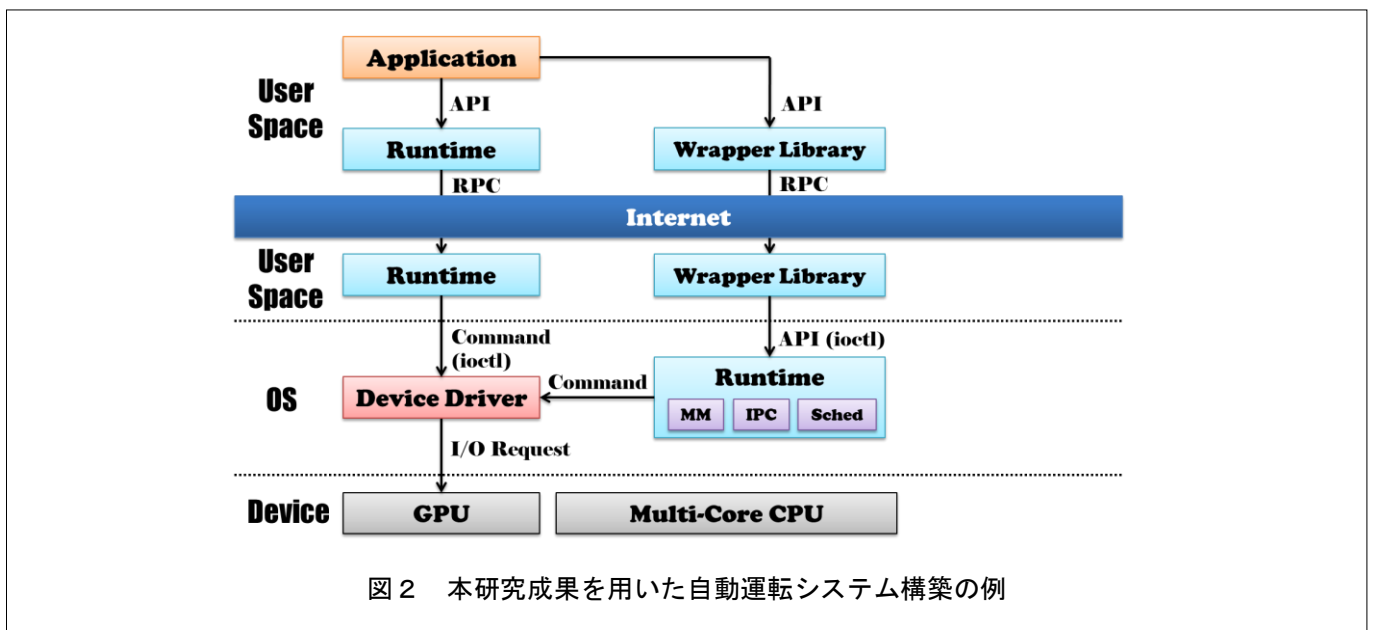 Application
User
Space
API
API
Runtime
Wrapper Library
RPC
RPC
Internet
User
Space
Runtime
Wrapper Library
Command
(ioctl)
API (ioctl)
OS
Device Driver
Command
Runtime
MM
IPC
Sched
I/O Request
Device
GPU
Multi-Core CPU
図２　本研究成果を用いた自動運転システム構築の例